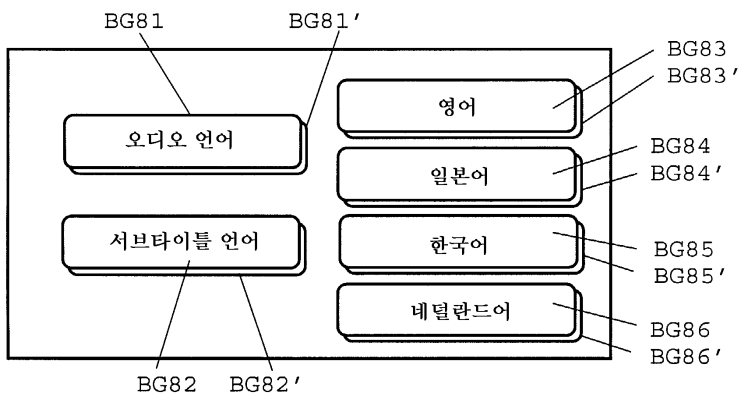 BG81 BG81'
BG83
BG83'
영어
오디오 언어
BG84
BG84'
일본어
서브타이틀 언어
한국어
BG85
BG85'
네덜란드어
BG86
BG86'
BG82 BG82'